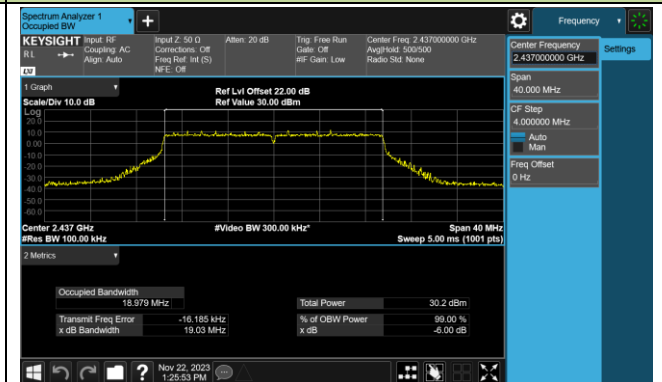 Spectrum Analyzer 1
Occupied BW
+
Frequency
KEYSIGHT
RL
LXI
Input: RF
Coupling: AC
Align: Auto
Input Z: 50 Ω
Corrections: Off
Freq Ref: Int (S)
NFE: Off
Atten: 20 dB
Trig: Free Run
Gate: Off
#IF Gain: Low
Center Freq: 2.437000000 GHz
Avg|Hold: 500/500
Radio Std: None
Center Frequency
2.437000000 GHz
Settings
Span
40.000 MHz
CF Step
4.000000 MHz
Auto
Man
Freq Offset
0 Hz
1 Graph
Scale/Div 10.0 dB
Ref Lvl Offset 22.00 dB
Ref Value 30.00 dBm
Log
20.0
10.0
0.00
-10.0
-20.0
-30.0
-40.0
-50.0
-60.0
Center 2.437 GHz
#Video BW 300.00 kHz*
Span 40 MHz
#Res BW 100.00 kHz
Sweep 5.00 ms (1001 pts)
2 Metrics
Occupied Bandwidth
18.979 MHz
Total Power 30.2 dBm
Transmit Freq Error -16.185 kHz
% of OBW Power 99.00 %
x dB Bandwidth 19.03 MHz
x dB -6.00 dB
?
Nov 22, 2023
1:25:53 PM